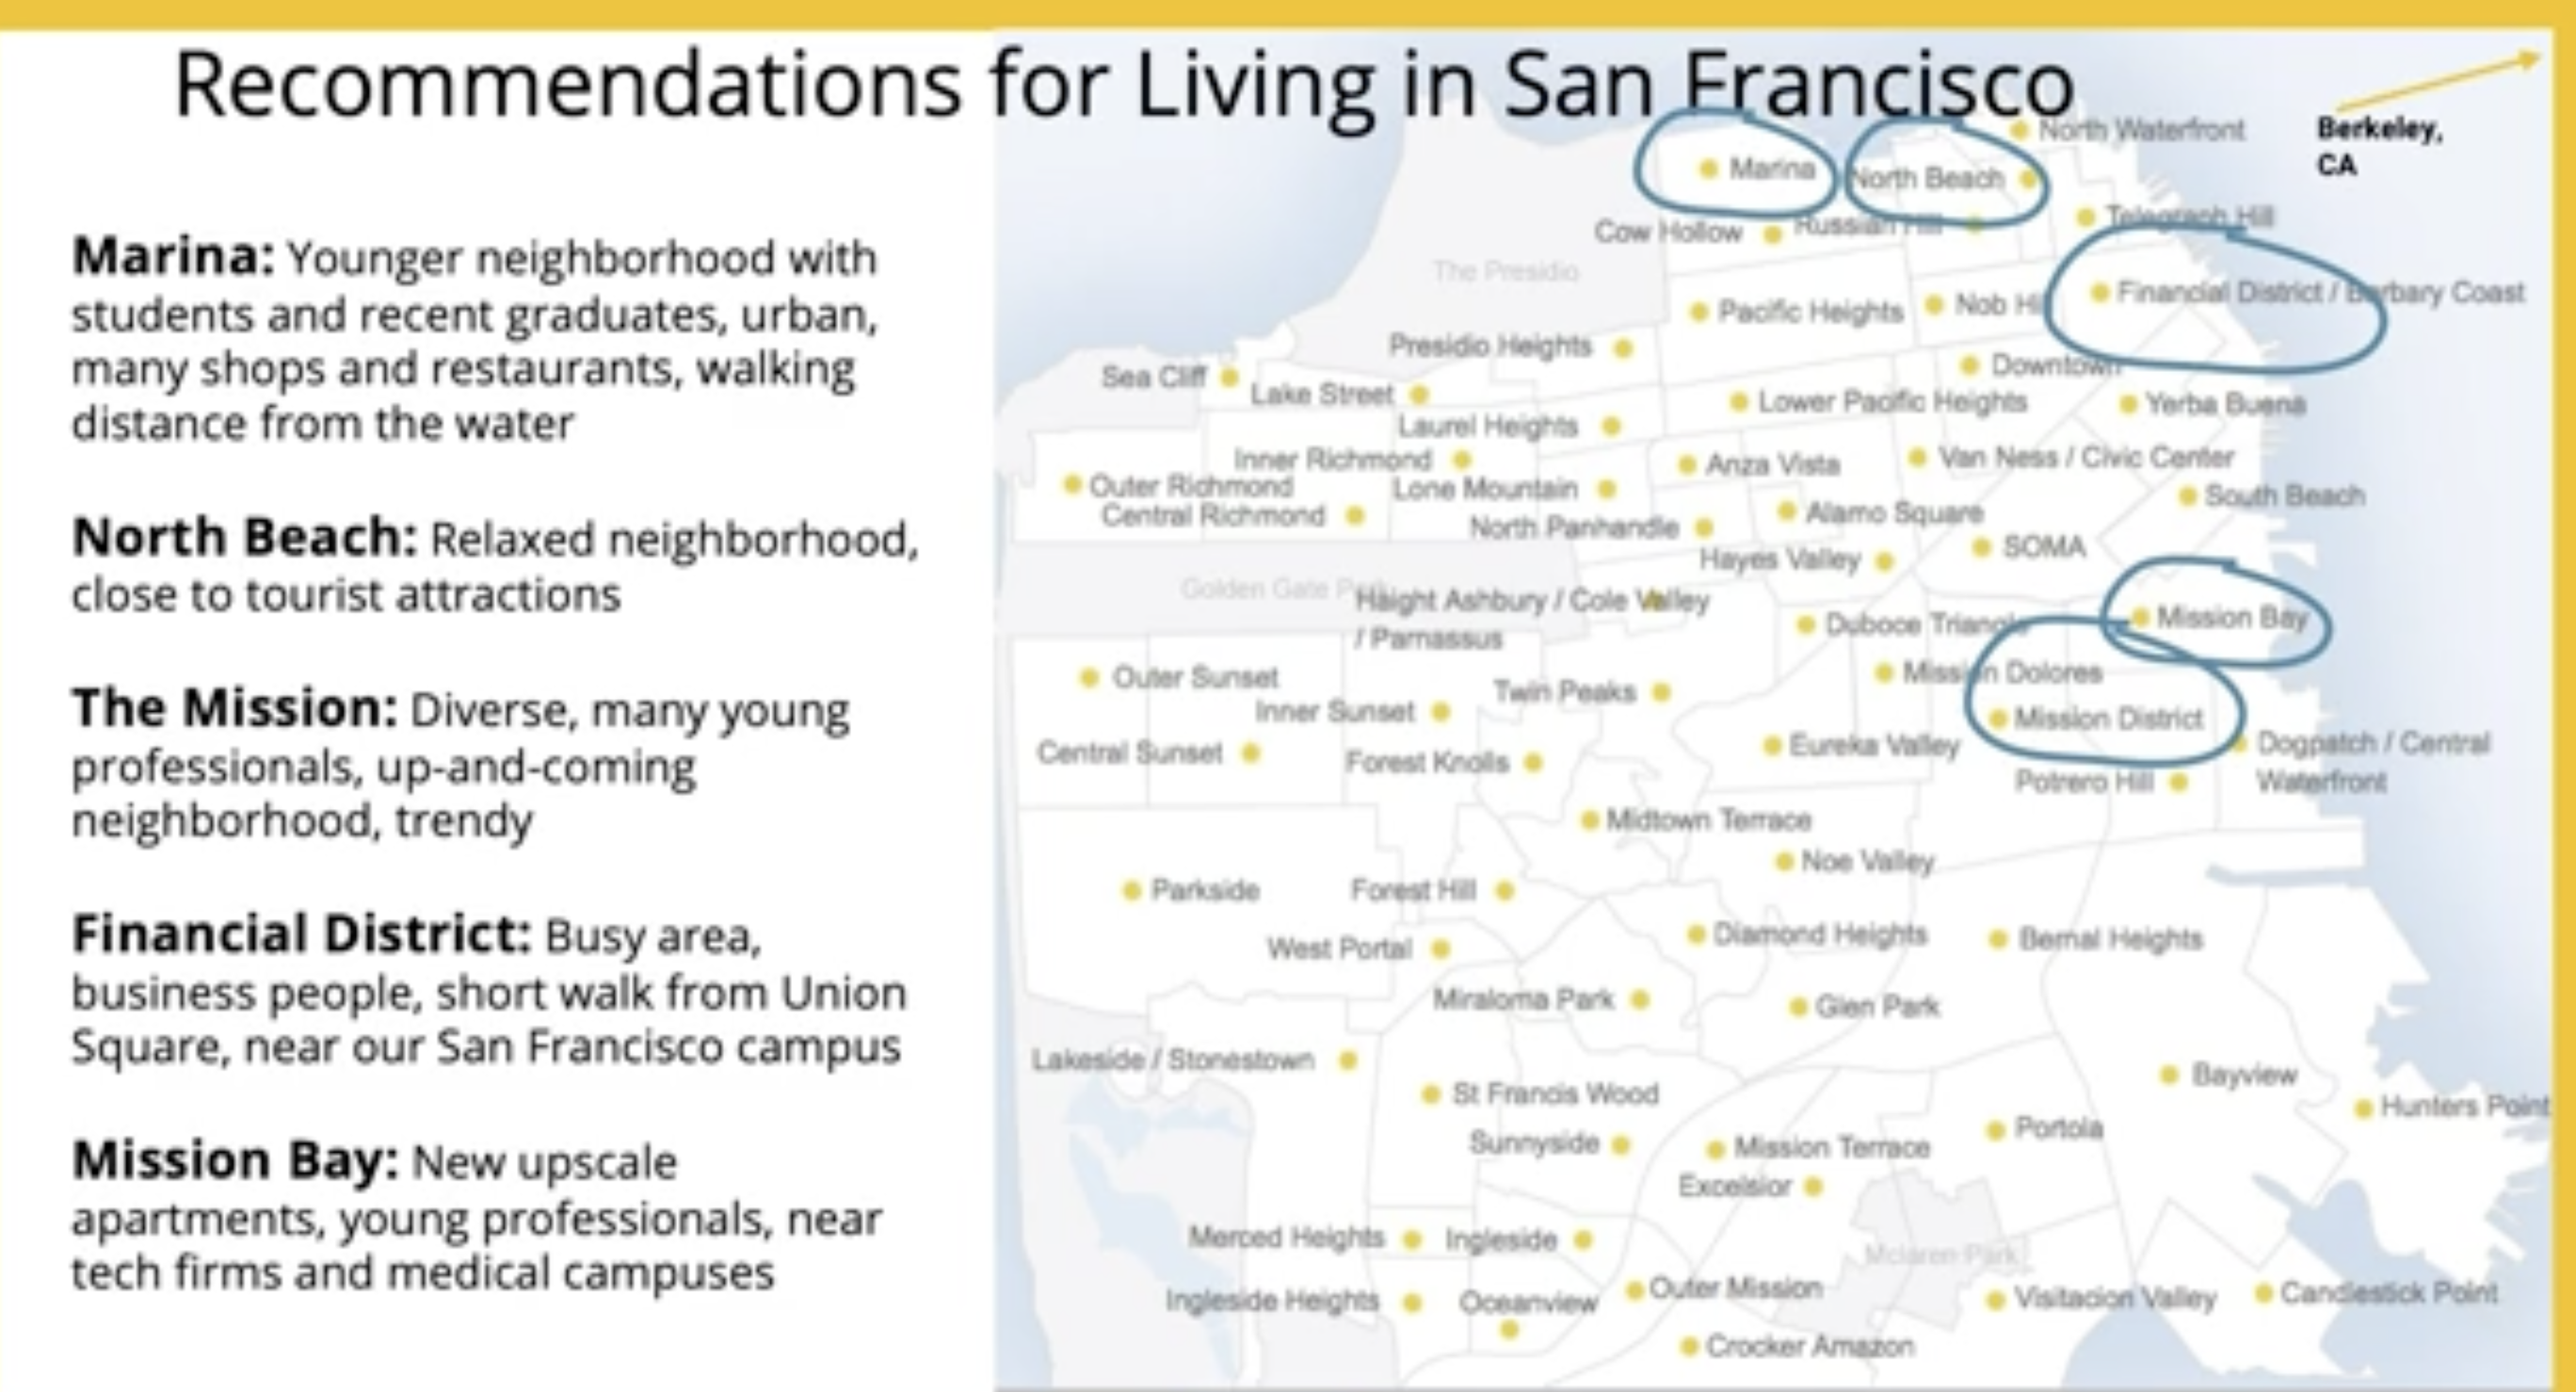 Recommendations for Living in San Francisco
Marina: Younger neighborhood with
students and recent graduates, urban,
many shops and restaurants, walking
distance from the water
North Beach: Relaxed neighborhood,
close to tourist attractions
The Mission: Diverse, many young
professionals, up-and-coming
neighborhood, trendy
Financial District: Busy area,
business people, short walk from Union
Square, near our San Francisco campus
Mission Bay: New upscale
apartments, young professionals, near
tech firms and medical campuses
Berkeley,
CA
North Waterfront
Marina
North Beach
Telegraph Hill
Cow Hollow
Russian Hill
The Presidio
Financial District / Barbary Coast
Pacific Heights
Nob Hill
Presidio Heights
Downtown
Sea Cliff
Lake Street
Lower Pacific Heights
Yerba Buena
Laurel Heights
Inner Richmond
Anza Vista
Van Ness / Civic Center
Outer Richmond
Lone Mountain
South Beach
Central Richmond
North Panhandle
Alamo Square
Hayes Valley
SOMA
Golden Gate Park
Haight Ashbury / Cole Valley
/ Parnassus
Duboce Triangle
Mission Bay
Outer Sunset
Inner Sunset
Twin Peaks
Mission Dolores
Mission District
Central Sunset
Forest Knolls
Eureka Valley
Dogpatch / Central
Waterfront
Potrero Hill
Midtown Terrace
Noe Valley
Parkside
Forest Hill
West Portal
Diamond Heights
Bernal Heights
Miraloma Park
Glen Park
Lakeside / Stonestown
St Francis Wood
Bayview
Hunters Point
Sunnyside
Mission Terrace
Portola
Excelsior
Merced Heights
Ingleside
Mclaren Park
Ingleside Heights
Oceanview
Outer Mission
Visitacion Valley
Candlestick Point
Crocker Amazon